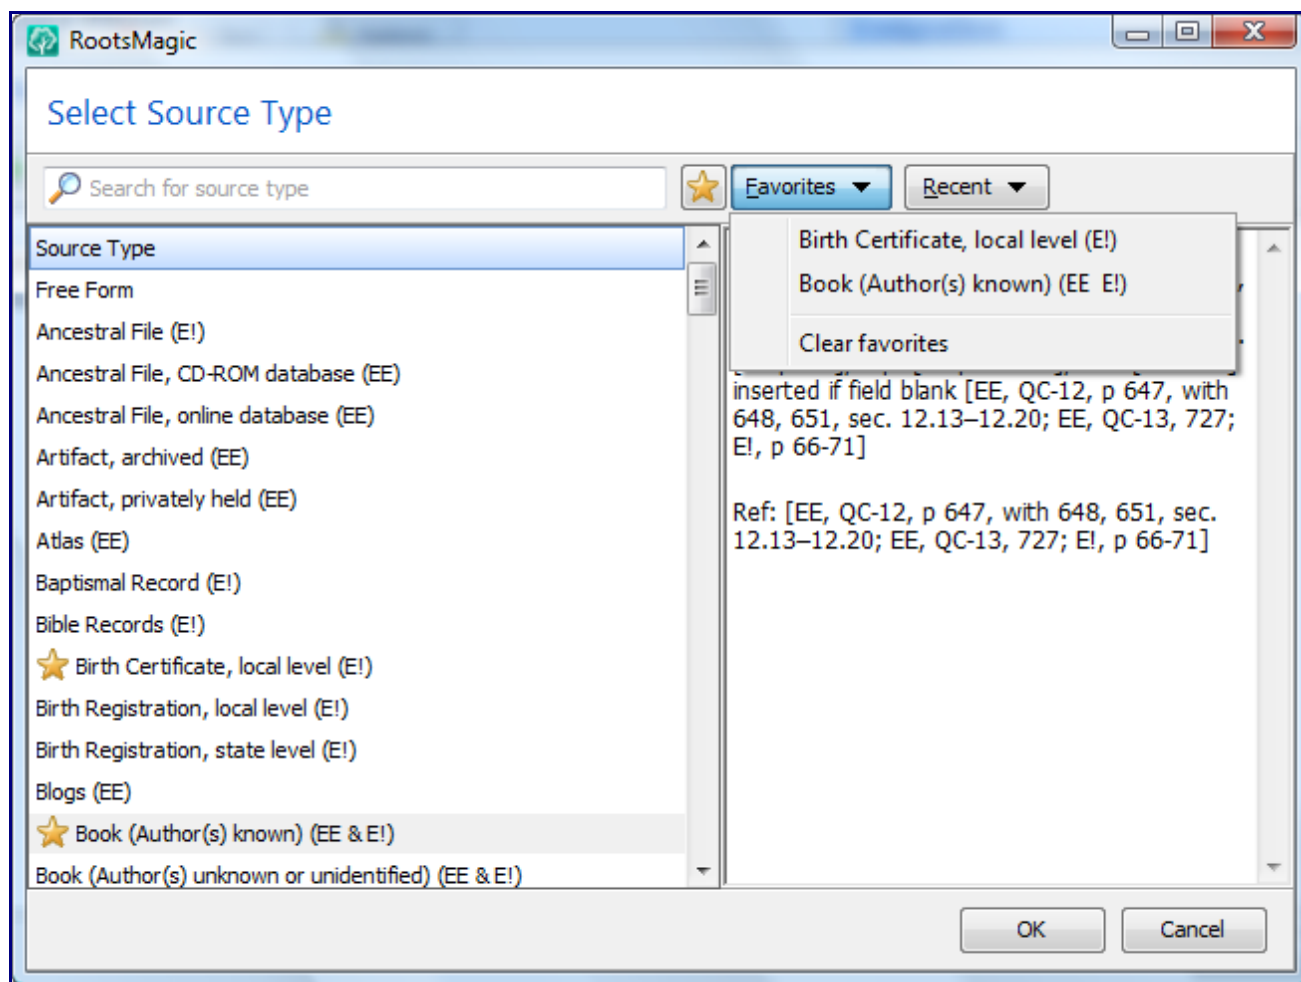 RootsMagic
Select Source Type
Search for source type
Favorites
Recent
Birth Certificate, local level (E!)
Book (Author(s) known) (EE E!)
Clear favorites
Source Type
Free Form
Ancestral File (E!)
Ancestral File, CD-ROM database (EE)
Ancestral File, online database (EE)
Artifact, archived (EE)
Artifact, privately held (EE)
Atlas (EE)
Baptismal Record (E!)
Bible Records (E!)
Birth Certificate, local level (E!)
Birth Registration, local level (E!)
Birth Registration, state level (E!)
Blogs (EE)
Book (Author(s) known) (EE & E!)
Book (Author(s) unknown or unidentified) (EE & E!)
inserted if field blank [EE, QC-12, p 647, with
648, 651, sec. 12.13–12.20; EE, QC-13, 727;
E!, p 66-71]
Ref: [EE, QC-12, p 647, with 648, 651, sec.
12.13–12.20; EE, QC-13, 727; E!, p 66-71]
OK
Cancel